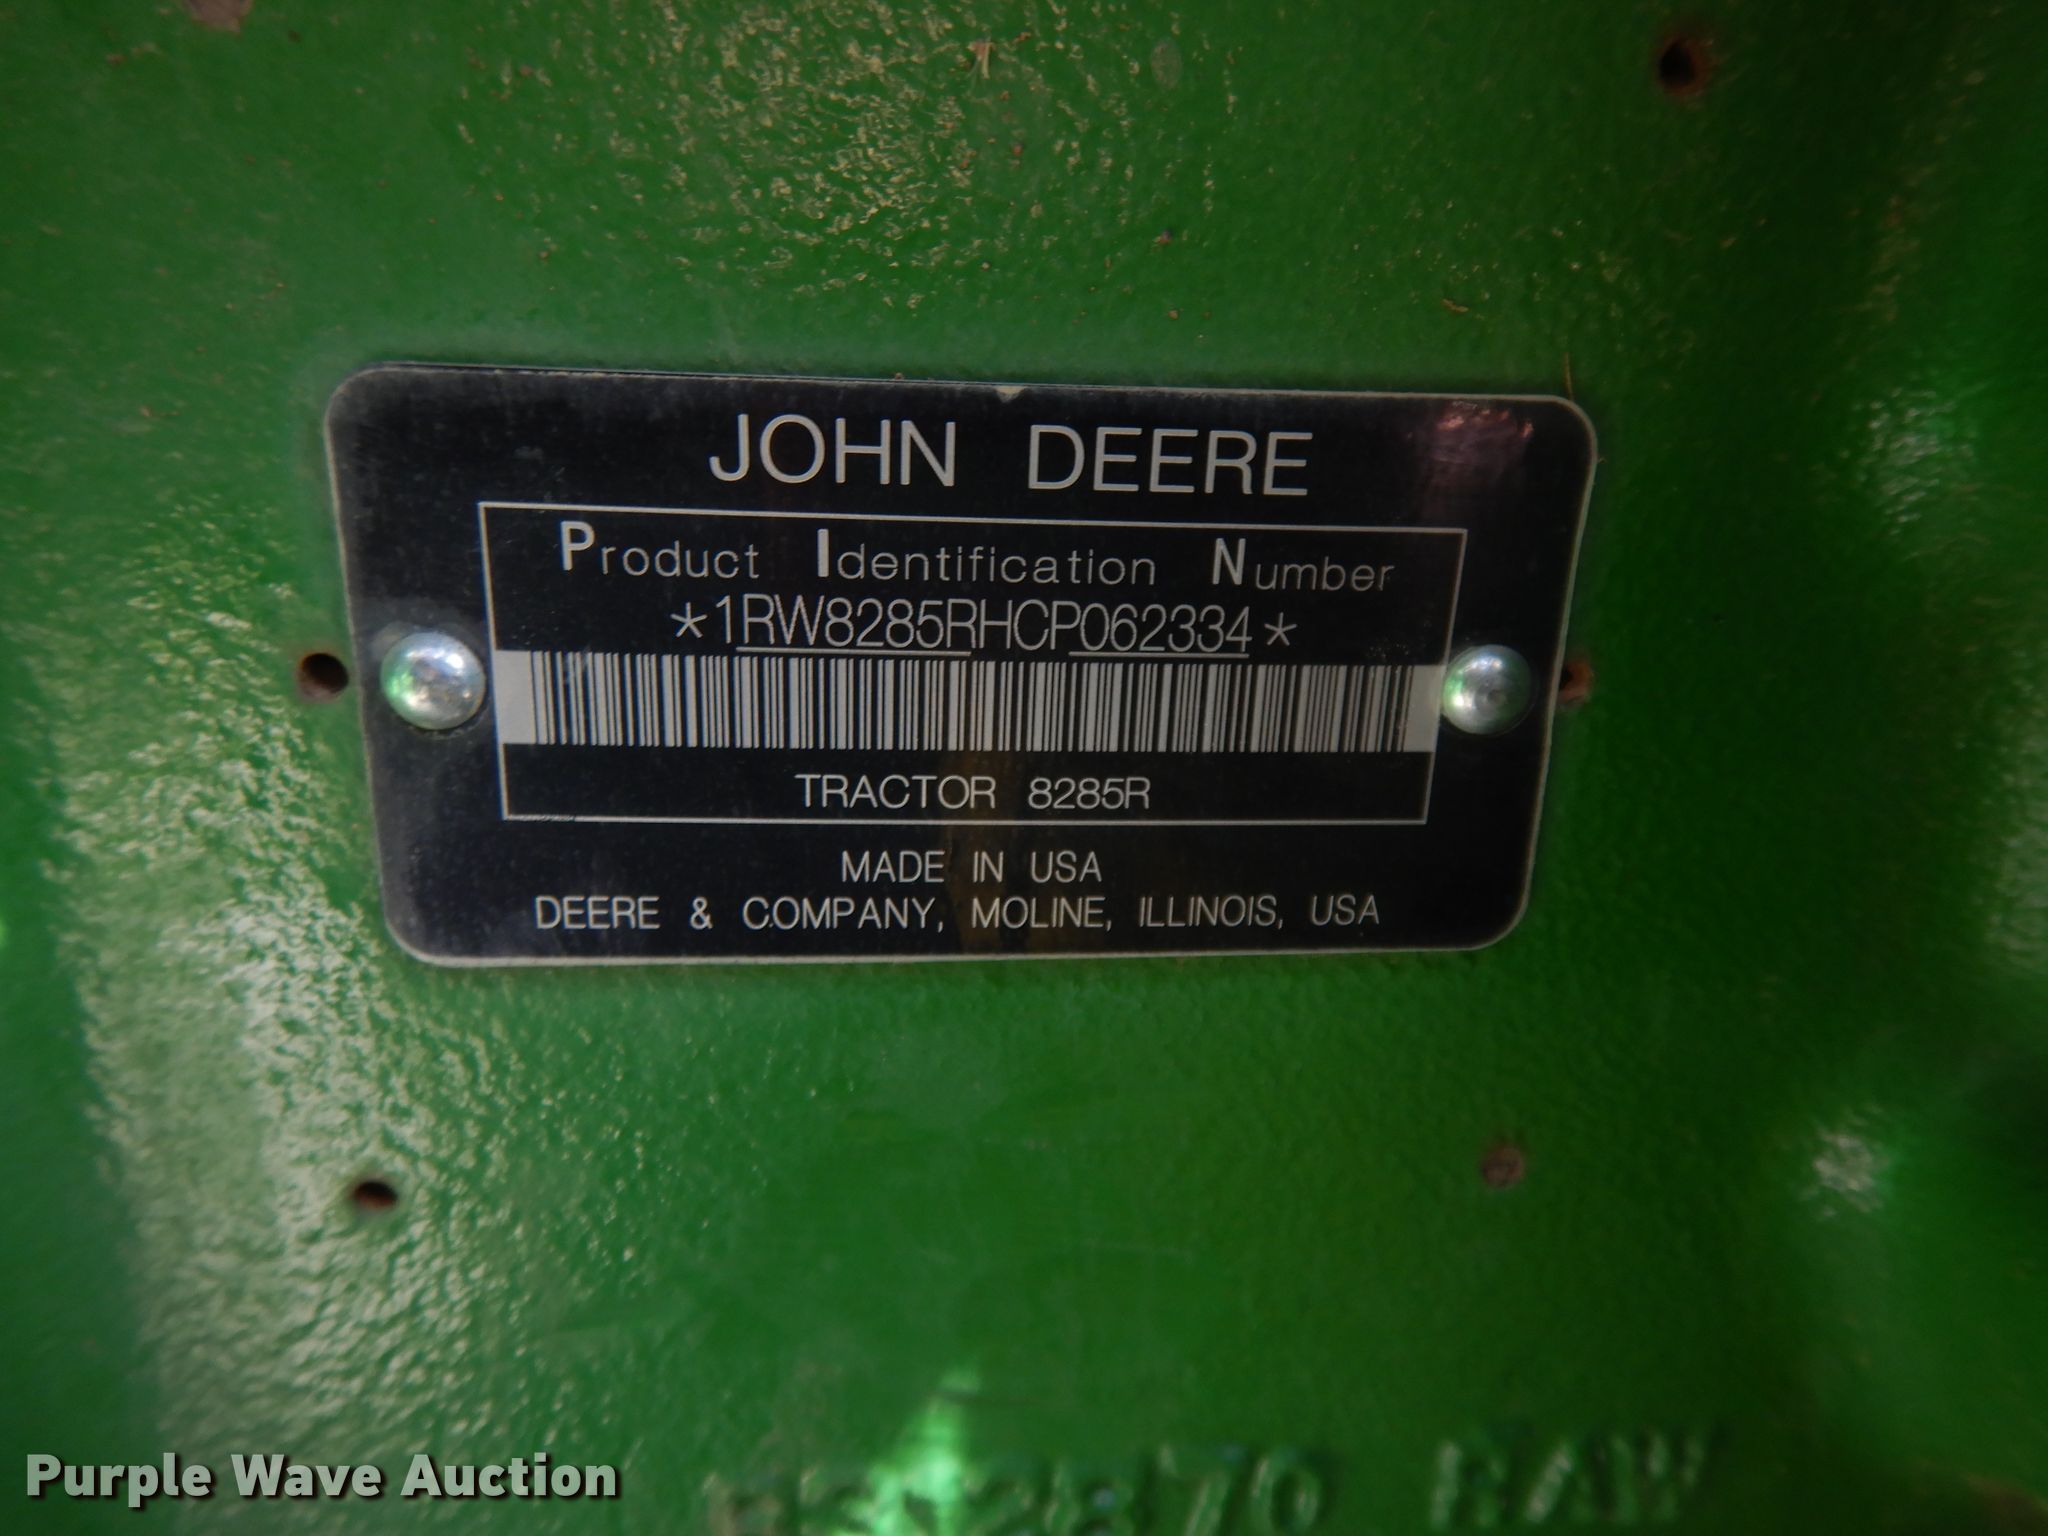 JOHN DEERE
Product Identification Number
*1RW8285RHCP062334*
TRACTOR 8285R
MADE IN USA
DEERE & COMPANY, MOLINE, ILLINOIS, USA
Purple Wave Auction